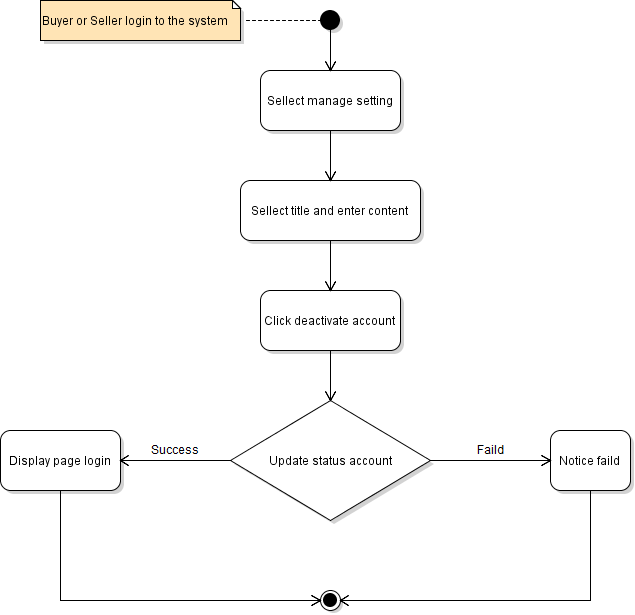 Buyer or Seller login to the system
Sellect manage setting
Sellect title and enter content
Click deactivate account
Update status account
Success
Faild
Display page login
Notice faild